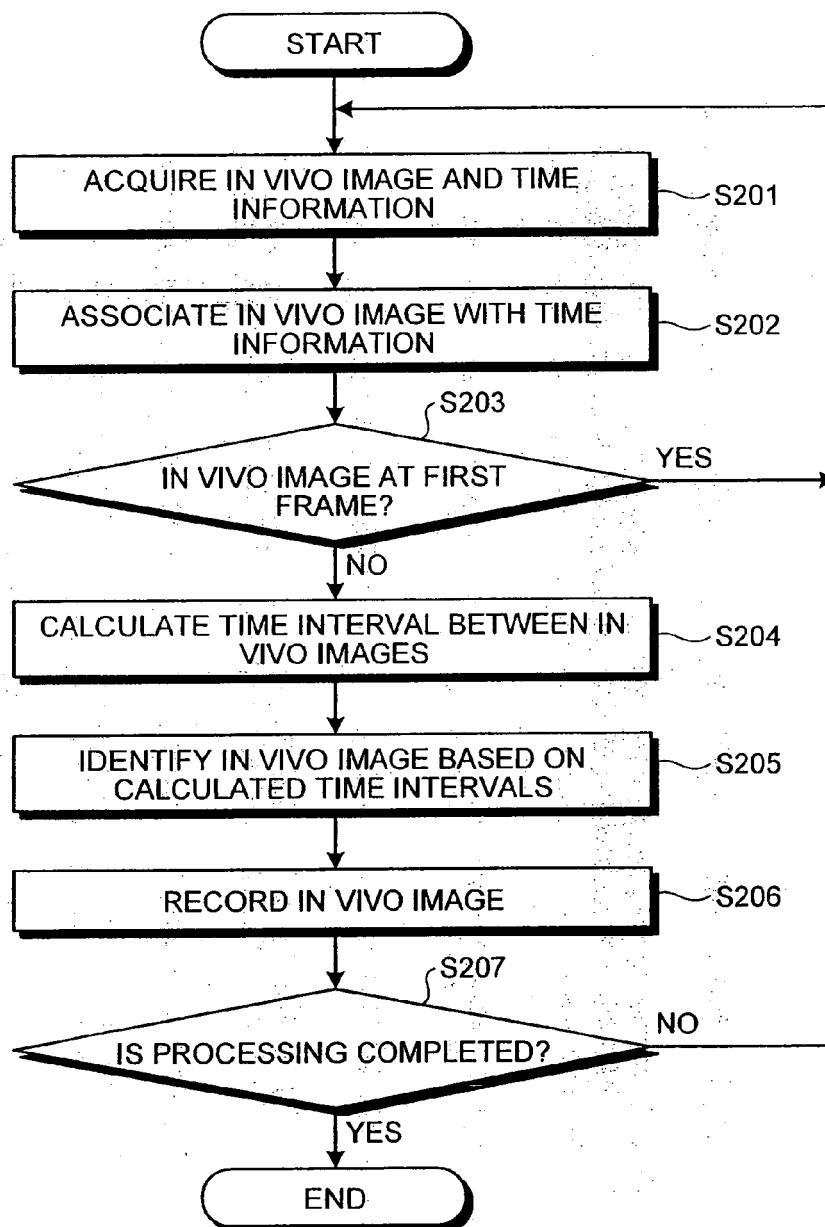 START
ACQUIRE IN VIVO IMAGE AND TIME
INFORMATION
S201
ASSOCIATE IN VIVO IMAGE WITH TIME
INFORMATION
S202
S203
IN VIVO IMAGE AT FIRST
FRAME?
YES
NO
CALCULATE TIME INTERVAL BETWEEN IN
VIVO IMAGES
S204
IDENTIFY IN VIVO IMAGE BASED ON
CALCULATED TIME INTERVALS
S205
RECORD IN VIVO IMAGE
S206
S207
IS PROCESSING COMPLETED?
NO
YES
END